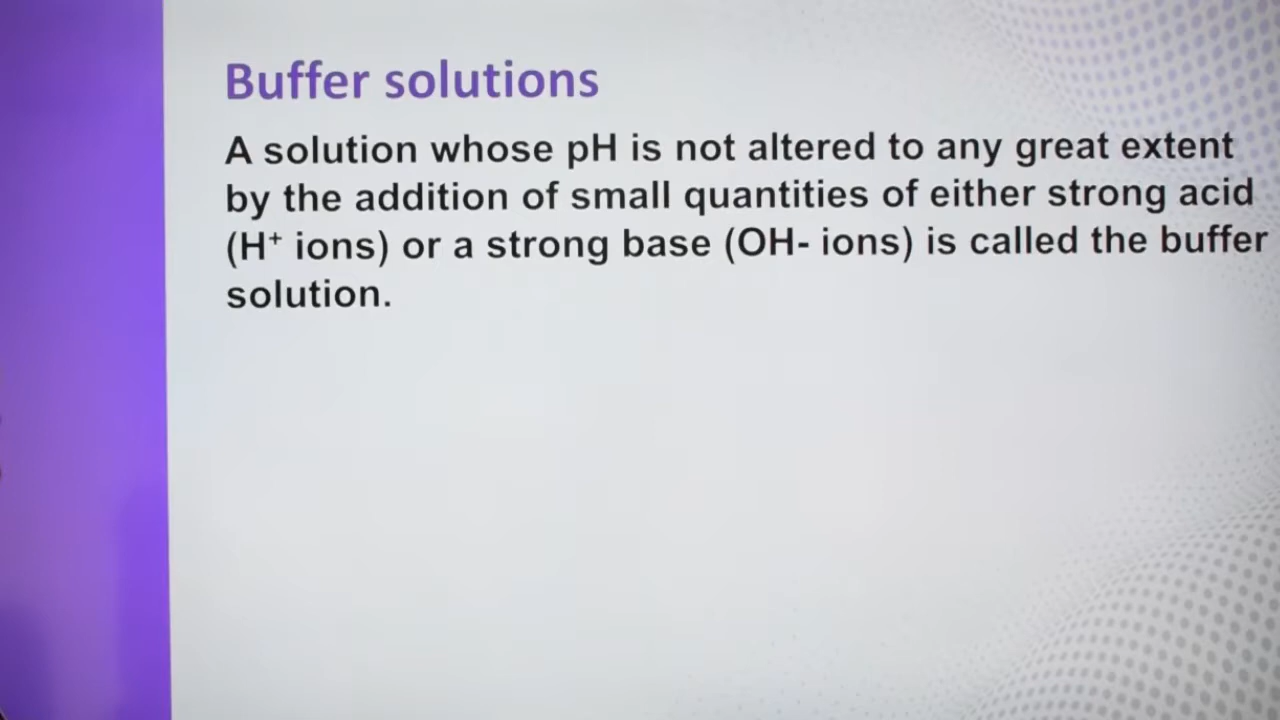 Buffer solutions
A solution whose pH is not altered to any great extent
by the addition of small quantities of either strong acid
(H⁺ ions) or a strong base (OH- ions) is called the buffer
solution.